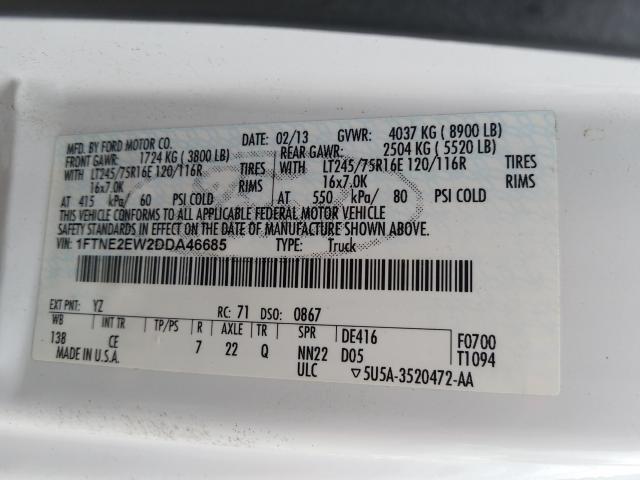 MFD. BY FORD MOTOR CO. DATE: 02/13 GVWR: 4037 KG ( 8900 LB)
FRONT GAWR: 1724 KG ( 3800 LB) REAR GAWR: 2504 KG ( 5520 LB)
WITH LT245/75R16E 120/116R TIRES WITH LT245/75R16E 120/116R TIRES
16x7.0K RIMS 16x7.0K RIMS
AT 415 kPa/ 60 PSI COLD AT 550 kPa/ 80 PSI COLD
THIS VEHICLE CONFORMS TO ALL APPLICABLE FEDERAL MOTOR VEHICLE
SAFETY STANDARDS IN EFFECT ON THE DATE OF MANUFACTURE SHOWN ABOVE.
VIN: 1FTNE2EW2DDA46685 TYPE: Truck
EXT PNT: YZ RC: 71 DSO: 0867
WB INT TR TP/PS R AXLE TR SPR DE416 F0700
138 CE 7 22 Q NN22 D05 T1094
MADE IN U.S.A. ULC ▽5U5A-3520472-AA